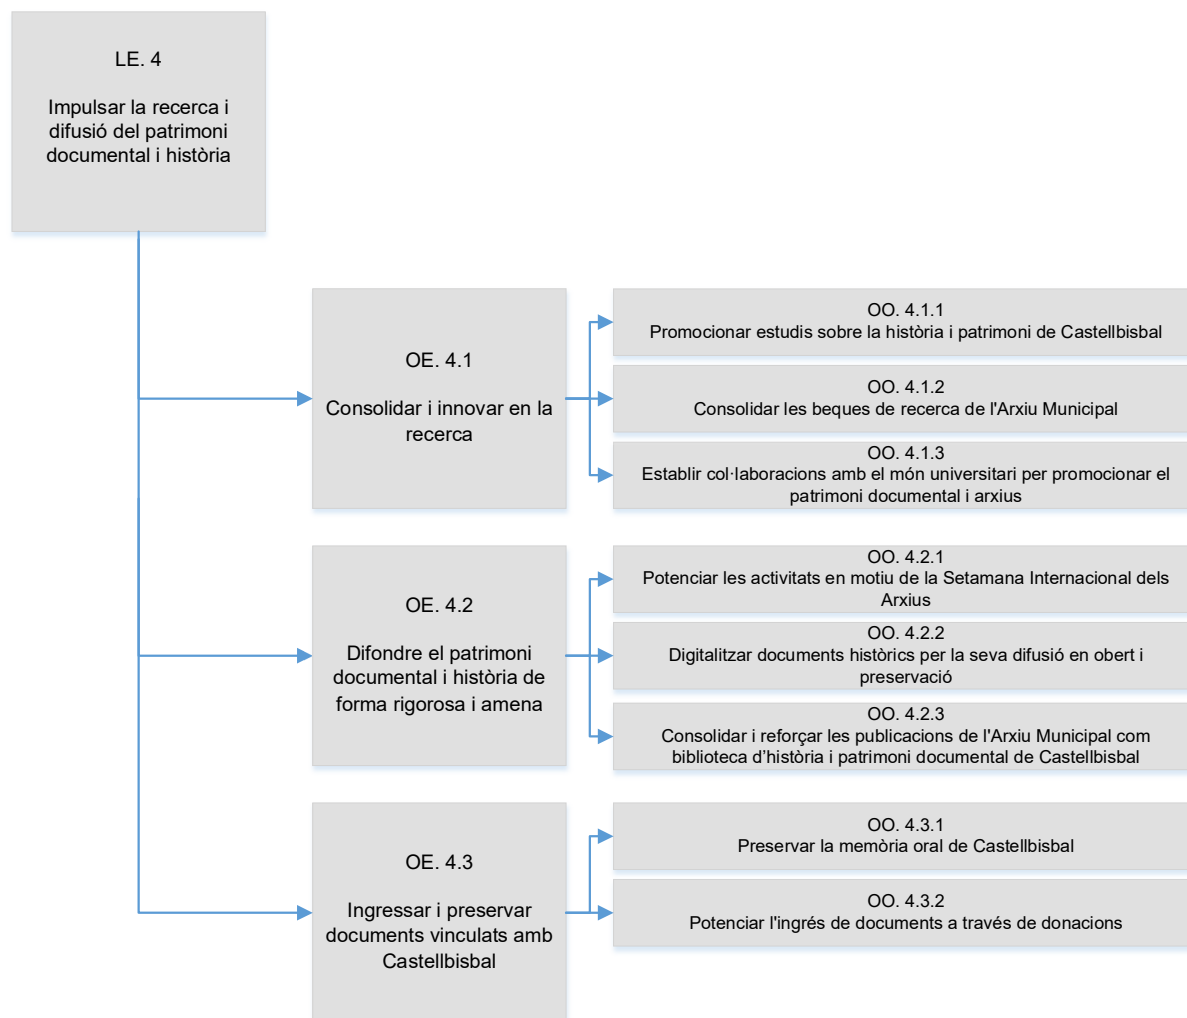 LE. 4
Impulsar la recerca i
difusió del patrimoni
documental i història
OE. 4.1
Consolidar i innovar en la
recerca
OO. 4.1.1
Promocionar estudis sobre la història i patrimoni de Castellbisbal
OO. 4.1.2
Consolidar les beques de recerca de l'Arxiu Municipal
OO. 4.1.3
Establir col·laboracions amb el món universitari per promocionar el
patrimoni documental i arxius
OE. 4.2
Difondre el patrimoni
documental i història de
forma rigorosa i amena
OO. 4.2.1
Potenciar les activitats en motiu de la Setamana Internacional dels
Arxius
OO. 4.2.2
Digitalitzar documents històrics per la seva difusió en obert i
preservació
OO. 4.2.3
Consolidar i reforçar les publicacions de l'Arxiu Municipal com
biblioteca d’història i patrimoni documental de Castellbisbal
OE. 4.3
Ingressar i preservar
documents vinculats amb
Castellbisbal
OO. 4.3.1
Preservar la memòria oral de Castellbisbal
OO. 4.3.2
Potenciar l'ingrés de documents a través de donacions